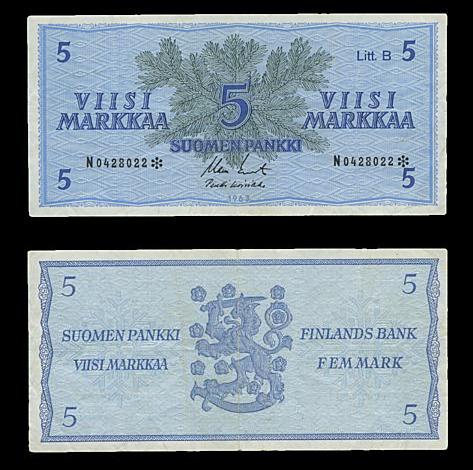 5 Litt. B 5
VIISI 5 VIISI
MARKKAA MARKKAA
SUOMEN PANKKI
N0428022✻ N0428022✻
5 5
1963
5 5
SUOMEN PANKKI FINLANDS BANK
VIISI MARKKAA FEM MARK
5 5